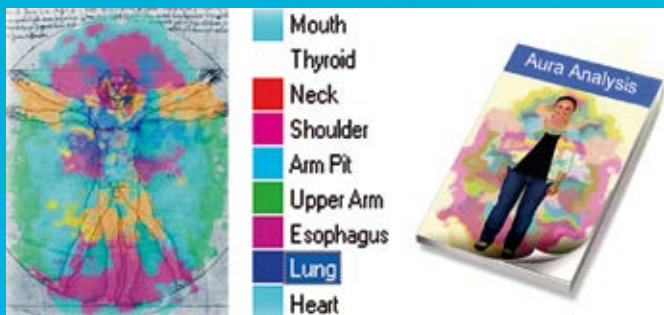 Mouth
Thyroid
Neck
Shoulder
Arm Pit
Upper Arm
Esophagus
Lung
Heart
Aura Analysis